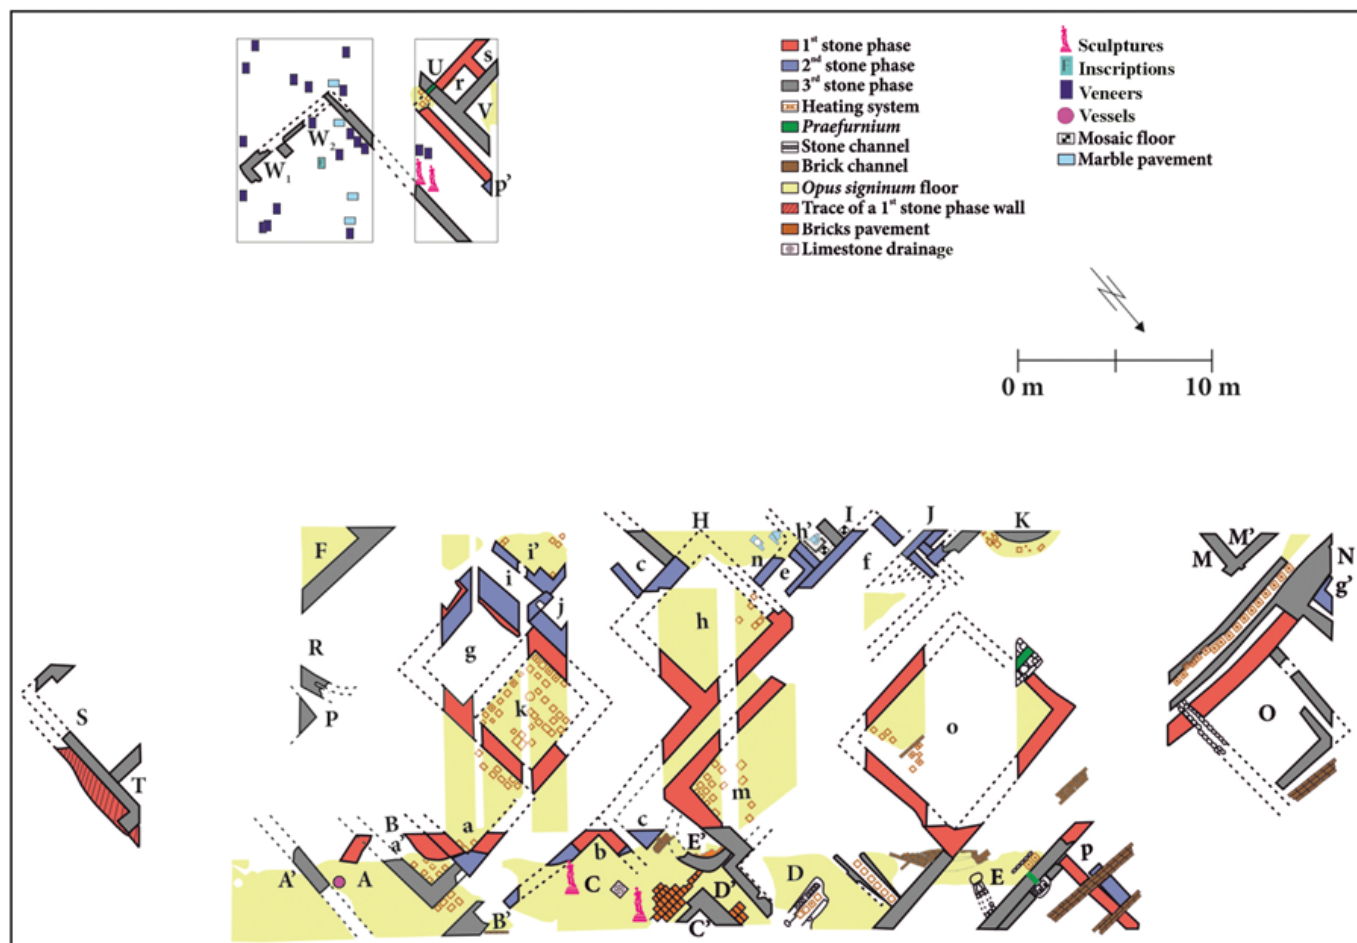 1st stone phase
2nd stone phase
3rd stone phase
Heating system
Praefurnium
Stone channel
Brick channel
Opus signinum floor
Trace of a 1st stone phase wall
Bricks pavement
Limestone drainage
Sculptures
Inscriptions
Veneers
Vessels
Mosaic floor
Marble pavement
0 m 10 m
U s
r
V
W2
W1
p'
H h' I J K
F i' n M M' N
c e f g'
i
j
h
R g
k
P
S o O
T
m
B a c
a' E' p
b
A' A C D' D E
B' C'